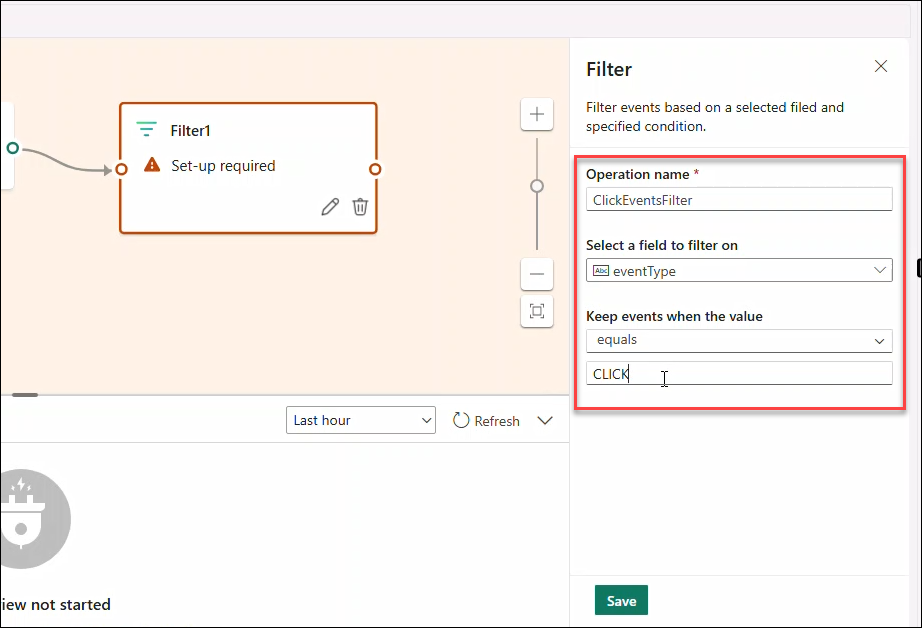 Filter1
Set-up required
Last hour
Refresh
iew not started
Filter
Filter events based on a selected filed and
specified condition.
Operation name *
ClickEventsFilter
Select a field to filter on
Abc eventType
Keep events when the value
equals
CLICK
Save